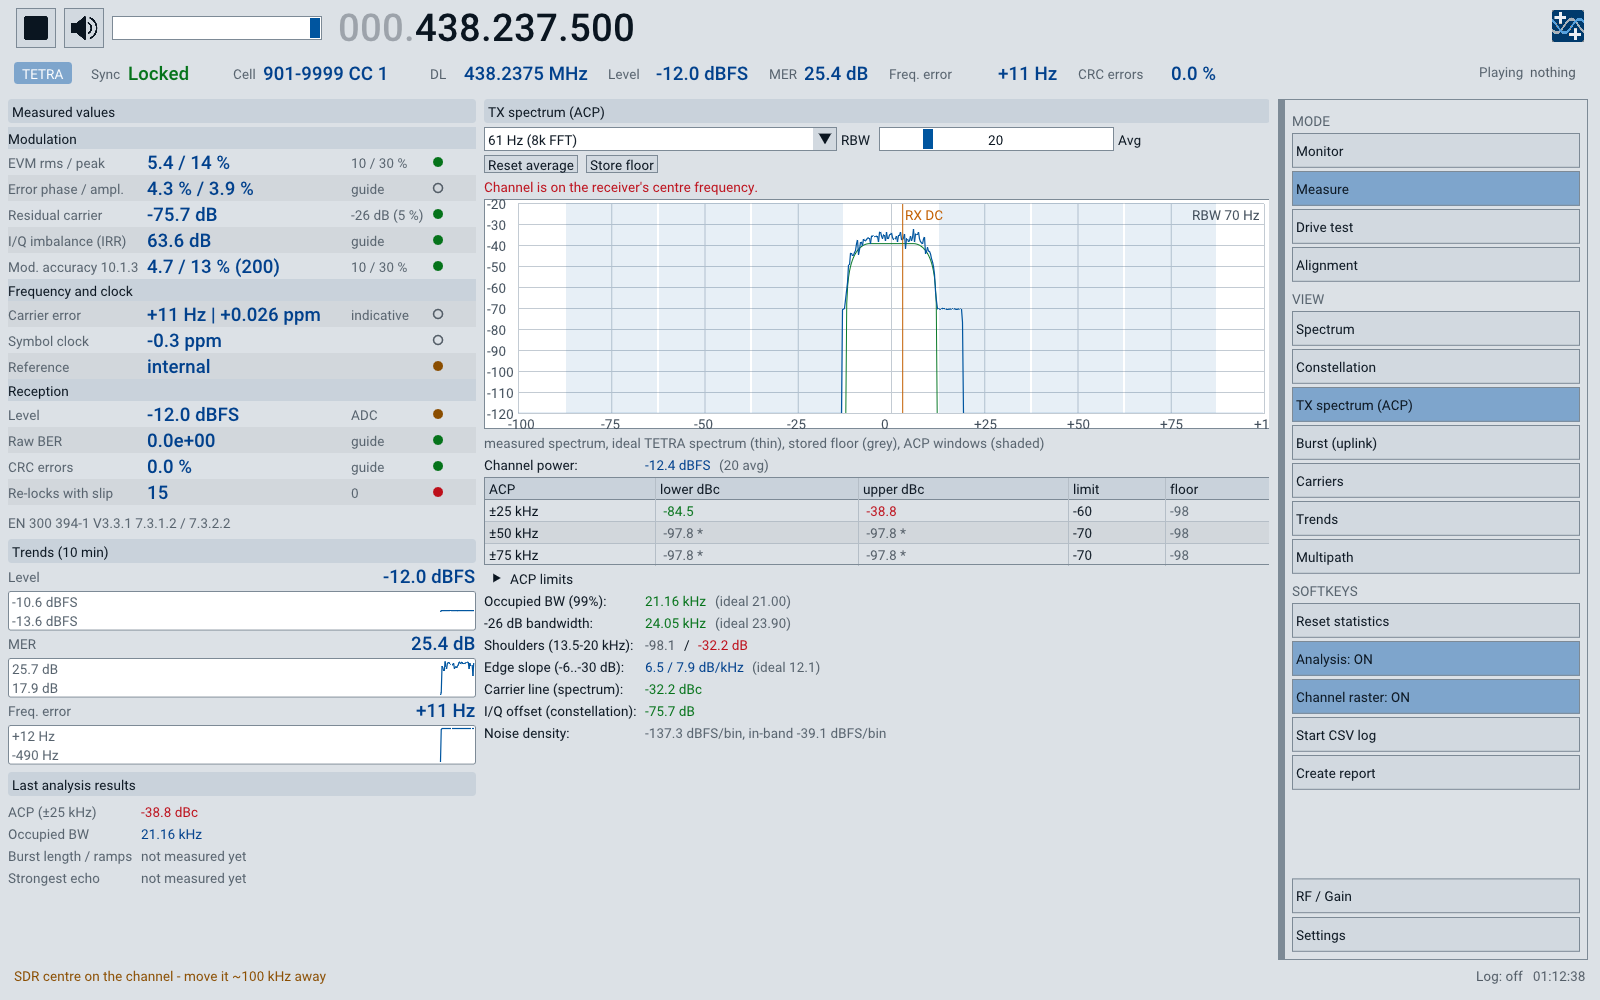 000.438.237.500
TETRA Sync Locked Cell 901-9999 CC 1 DL 438.2375 MHz Level -12.0 dBFS MER 25.4 dB Freq. error +11 Hz CRC errors 0.0 % Playing nothing
Measured values
Modulation
EVM rms / peak 5.4 / 14 % 10 / 30 %
Error phase / ampl. 4.3 % / 3.9 % guide
Residual carrier -75.7 dB -26 dB (5 %)
I/Q imbalance (IRR) 63.6 dB guide
Mod. accuracy 10.1.3 4.7 / 13 % (200) 10 / 30 %
Frequency and clock
Carrier error +11 Hz | +0.026 ppm indicative
Symbol clock -0.3 ppm
Reference internal
Reception
Level -12.0 dBFS ADC
Raw BER 0.0e+00 guide
CRC errors 0.0 % guide
Re-locks with slip 15 0
EN 300 394-1 V3.3.1 7.3.1.2 / 7.3.2.2
Trends (10 min)
Level -12.0 dBFS
-10.6 dBFS
-13.6 dBFS
MER 25.4 dB
25.7 dB
17.9 dB
Freq. error +11 Hz
+12 Hz
-490 Hz
Last analysis results
ACP (±25 kHz) -38.8 dBc
Occupied BW 21.16 kHz
Burst length / ramps not measured yet
Strongest echo not measured yet
TX spectrum (ACP)
61 Hz (8k FFT) RBW 20 Avg
Reset average Store floor
Channel is on the receiver's centre frequency.
RX DC RBW 70 Hz
-20
-30
-40
-50
-60
-70
-80
-90
-100
-110
-120
-100 -75 -50 -25 0 +25 +50 +75 +1
measured spectrum, ideal TETRA spectrum (thin), stored floor (grey), ACP windows (shaded)
Channel power: -12.4 dBFS (20 avg)
ACP lower dBc upper dBc limit floor
±25 kHz -84.5 -38.8 -60 -98
±50 kHz -97.8 * -97.8 * -70 -98
±75 kHz -97.8 * -97.8 * -70 -98
ACP limits
Occupied BW (99%): 21.16 kHz (ideal 21.00)
-26 dB bandwidth: 24.05 kHz (ideal 23.90)
Shoulders (13.5-20 kHz): -98.1 / -32.2 dB
Edge slope (-6..-30 dB): 6.5 / 7.9 dB/kHz (ideal 12.1)
Carrier line (spectrum): -32.2 dBc
I/Q offset (constellation): -75.7 dB
Noise density: -137.3 dBFS/bin, in-band -39.1 dBFS/bin
MODE
Monitor
Measure
Drive test
Alignment
VIEW
Spectrum
Constellation
TX spectrum (ACP)
Burst (uplink)
Carriers
Trends
Multipath
SOFTKEYS
Reset statistics
Analysis: ON
Channel raster: ON
Start CSV log
Create report
RF / Gain
Settings
SDR centre on the channel - move it ~100 kHz away
Log: off 01:12:38